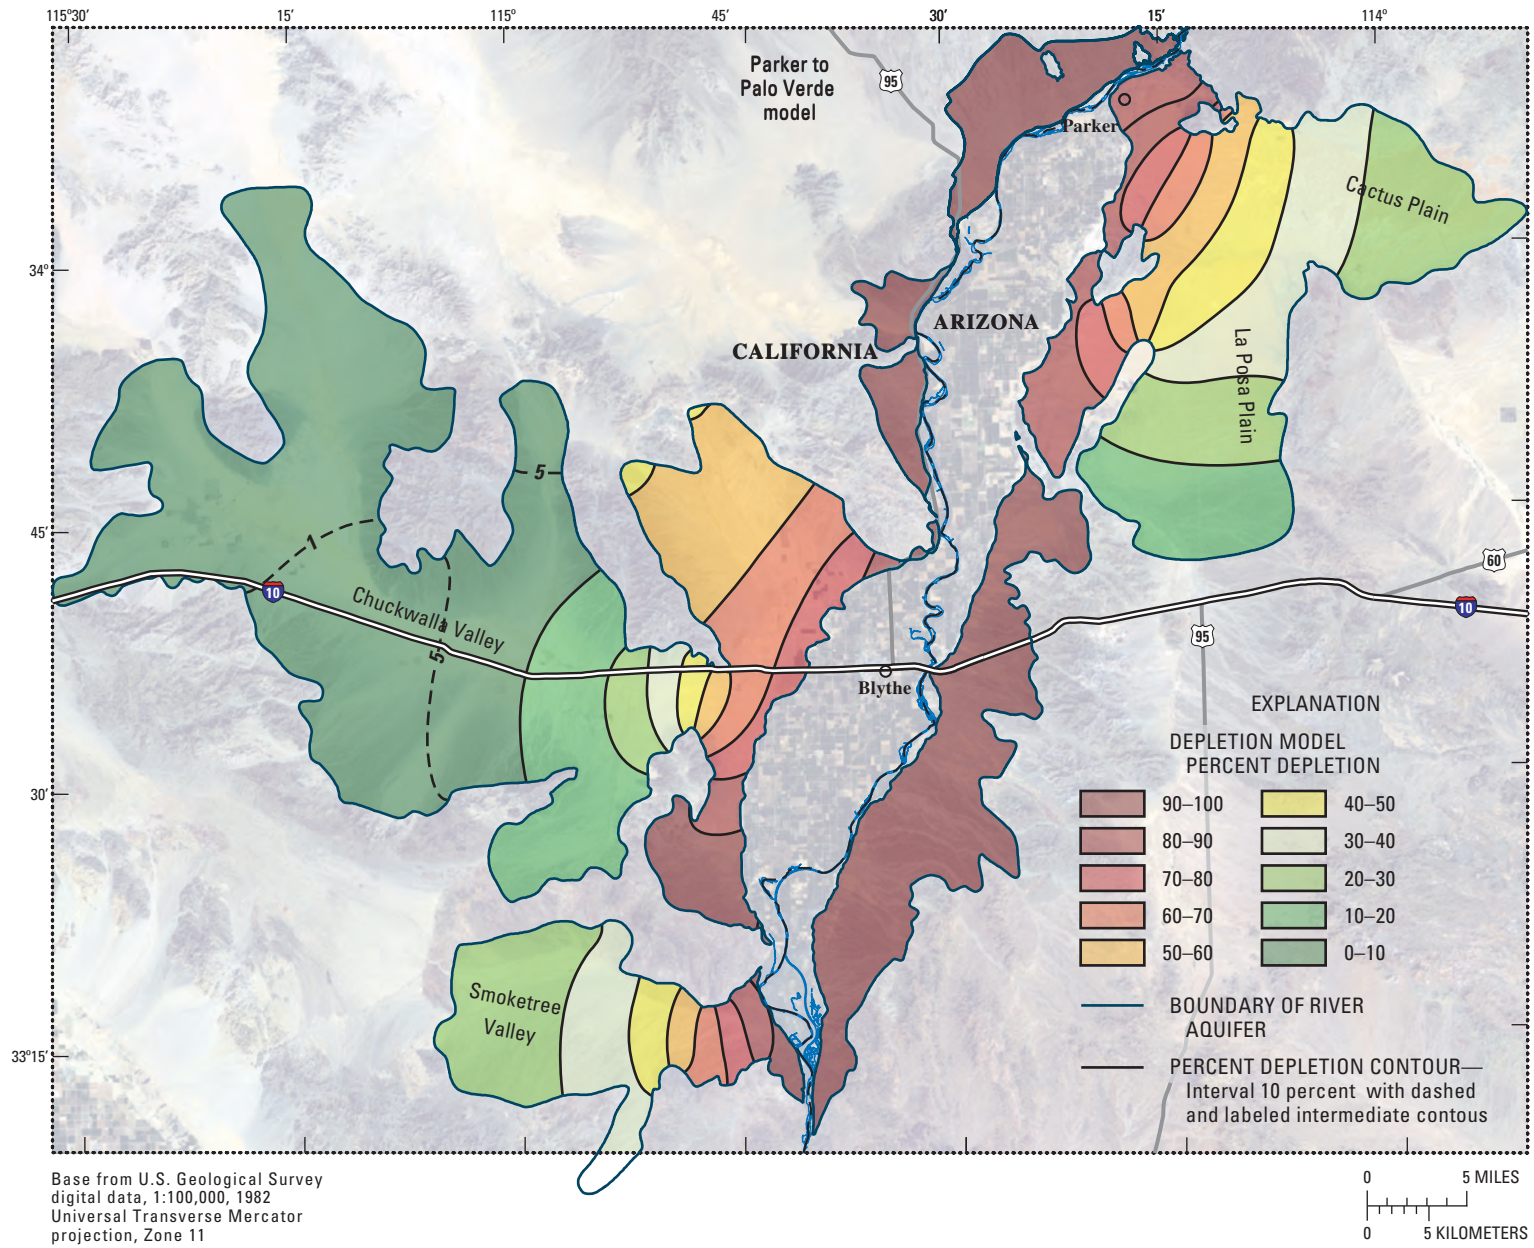 115°30′
15′
115°
45′
30′
15′
114°
Parker to
Palo Verde
model
95
Parker
Cactus Plain
34°
ARIZONA
CALIFORNIA
La Posa Plain
5
45′
1
60
10
Chuckwalla Valley
10
5
95
Blythe
EXPLANATION
DEPLETION MODEL
PERCENT DEPLETION
90–100
40–50
80–90
30–40
70–80
20–30
60–70
10–20
50–60
0–10
30′
Smoketree
Valley
BOUNDARY OF RIVER
AQUIFER
33°15′
PERCENT DEPLETION CONTOUR—
Interval 10 percent with dashed
and labeled intermediate contous
Base from U.S. Geological Survey
digital data, 1:100,000, 1982
Universal Transverse Mercator
projection, Zone 11
0 5 MILES
0 5 KILOMETERS